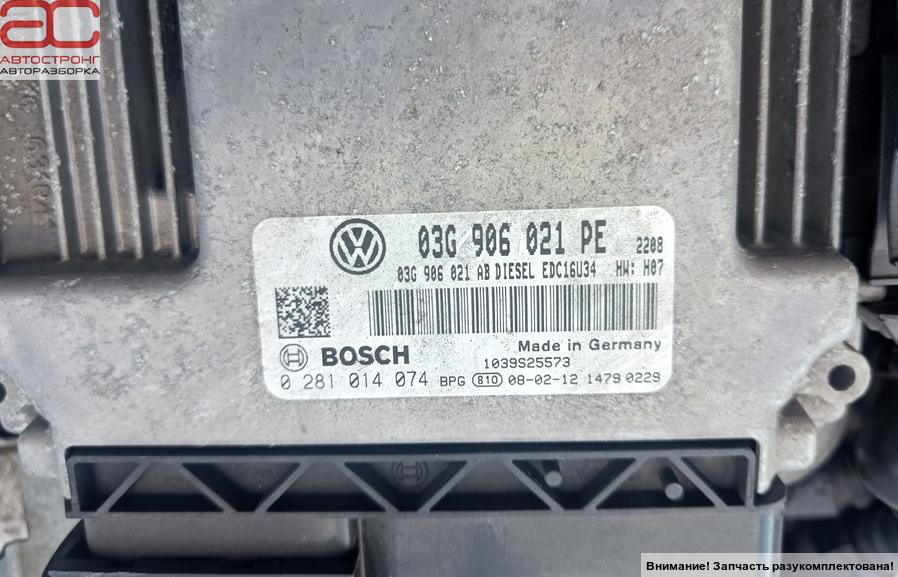 АС
АВТОСТРОНГ
АВТОРАЗБОРКА
03G 906 021 PE 2208
03G 906 021 AB DIESEL EDC16U34 HW: H07
BOSCH Made in Germany
1039S25573
0 281 014 074 BPG 810 08-02-12 1479 0229
Внимание! Запчасть разукомплектована!